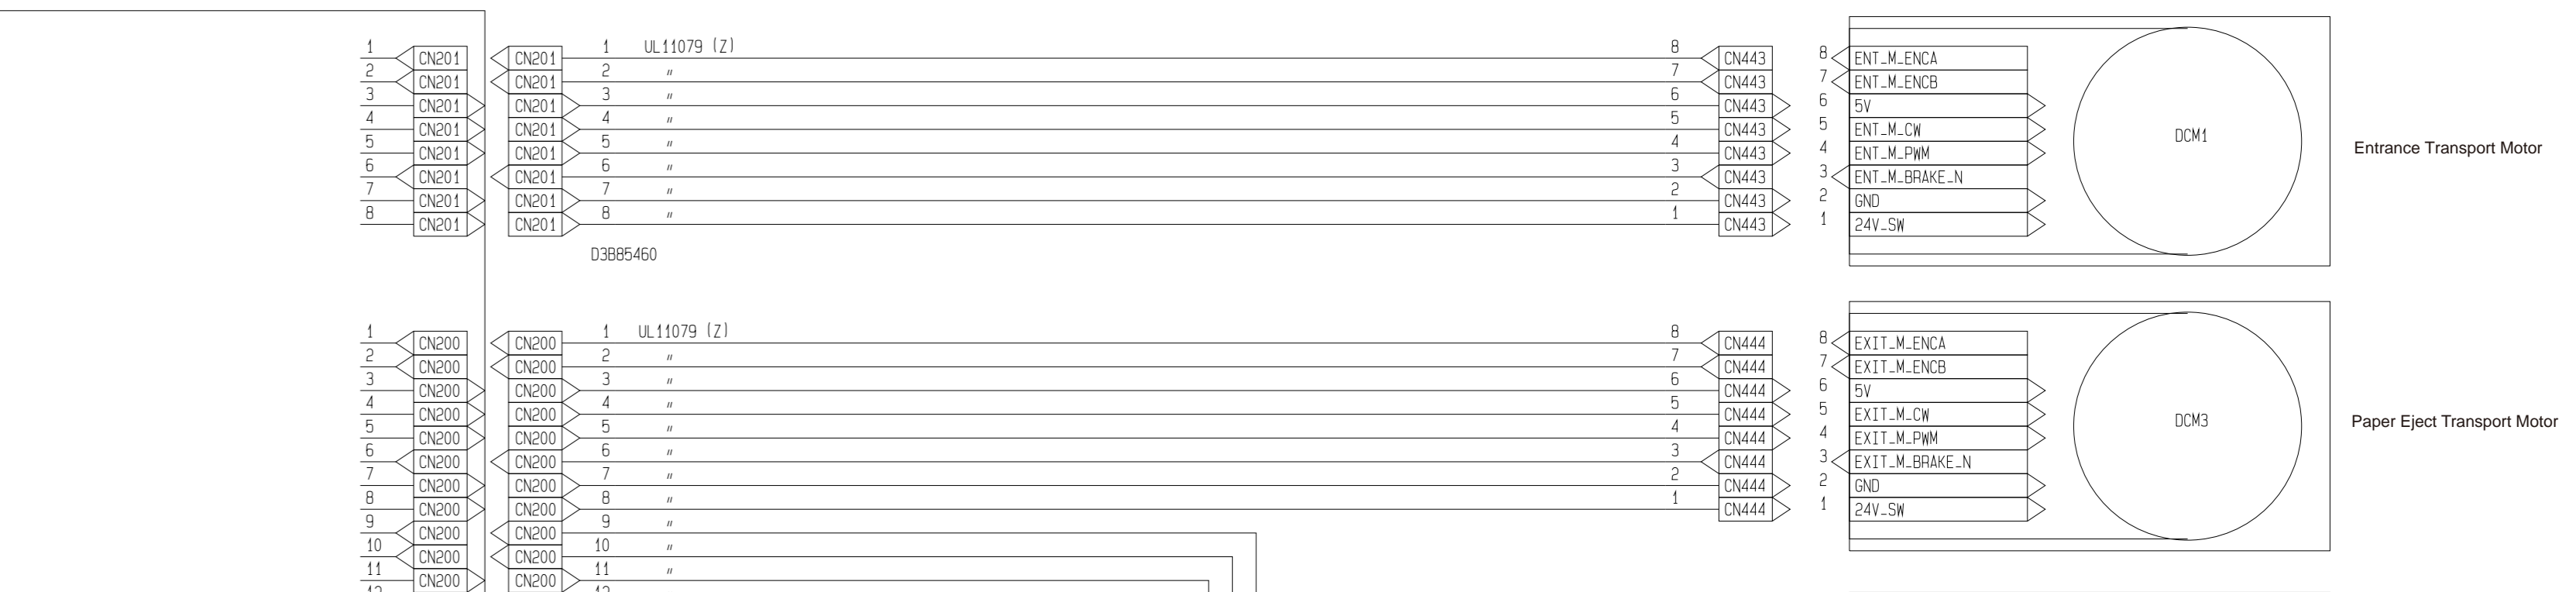 1 CN201 CN201 1 UL11079 (Z) 8 CN443 8 ENT_M_ENCA
2 CN201 CN201 2 " 7 CN443 7 ENT_M_ENCB
3 CN201 CN201 3 " 6 CN443 6 5V
4 CN201 CN201 4 " 5 CN443 5 ENT_M_CW
5 CN201 CN201 5 " 4 CN443 4 ENT_M_PWM
6 CN201 CN201 6 " 3 CN443 3 ENT_M_BRAKE_N
7 CN201 CN201 7 " 2 CN443 2 GND
8 CN201 CN201 8 " 1 CN443 1 24V_SW
DCM1
Entrance Transport Motor
D3B85460
1 CN200 CN200 1 UL11079 (Z) 8 CN444 8 EXIT_M_ENCA
2 CN200 CN200 2 " 7 CN444 7 EXIT_M_ENCB
3 CN200 CN200 3 " 6 CN444 6 5V
4 CN200 CN200 4 " 5 CN444 5 EXIT_M_CW
5 CN200 CN200 5 " 4 CN444 4 EXIT_M_PWM
6 CN200 CN200 6 " 3 CN444 3 EXIT_M_BRAKE_N
7 CN200 CN200 7 " 2 CN444 2 GND
8 CN200 CN200 8 " 1 CN444 1 24V_SW
DCM3
Paper Eject Transport Motor
9 CN200 CN200 9 "
10 CN200 CN200 10 "
11 CN200 CN200 11 "